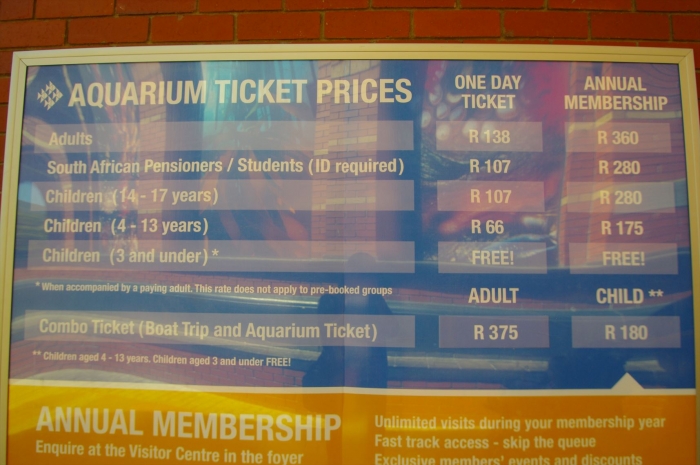 AQUARIUM TICKET PRICES ONE DAY TICKET ANNUAL MEMBERSHIP
Adults R 138 R 360
South African Pensioners / Students (ID required) R 107 R 280
Children (14 - 17 years) R 107 R 280
Children (4 - 13 years) R 66 R 175
Children (3 and under) * FREE! FREE!
* When accompanied by a paying adult. This rate does not apply to pre-booked groups
ADULT CHILD **
Combo Ticket (Boat Trip and Aquarium Ticket) R 375 R 180
** Children aged 4 - 13 years. Children aged 3 and under FREE!
ANNUAL MEMBERSHIP
Enquire at the Visitor Centre in the foyer
Unlimited visits during your membership year
Fast track access - skip the queue
Exclusive members' events and discounts